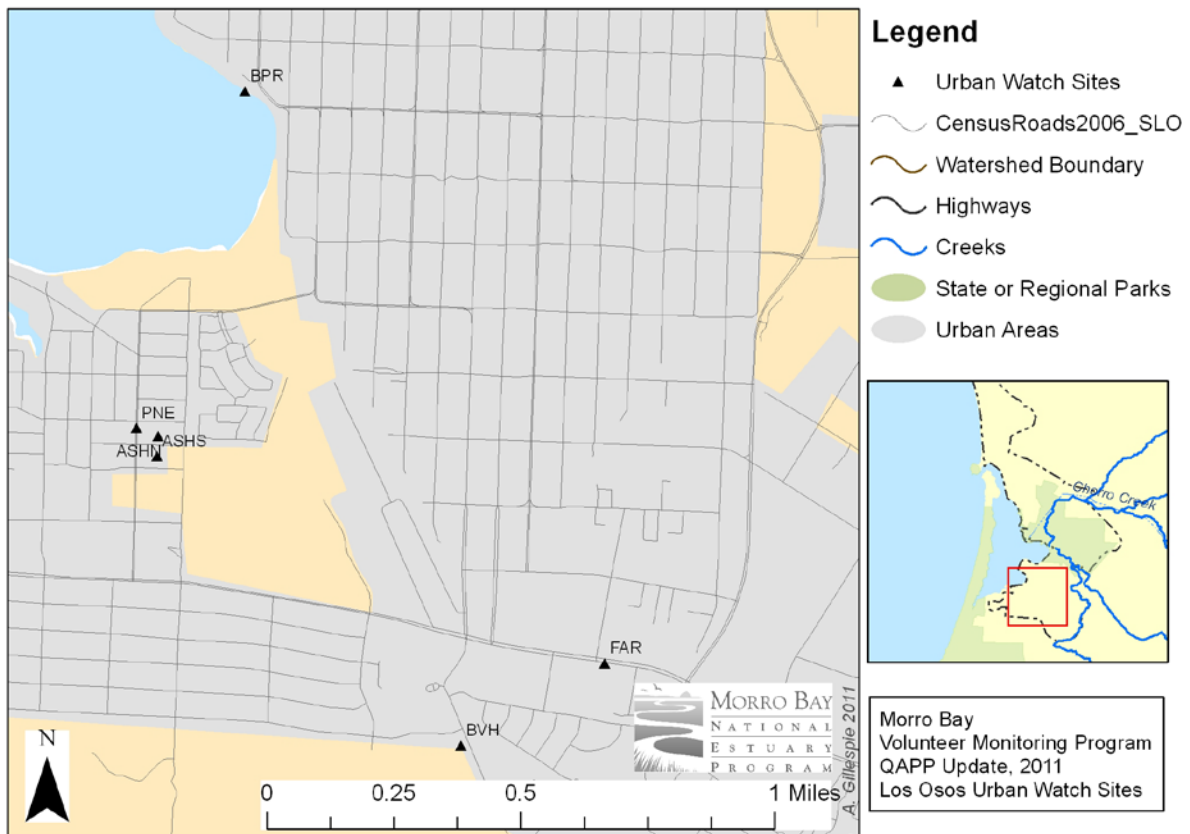 BPR
PNE
ASHS
ASHN
FAR
BVH
N
0 0.25 0.5 1 Miles
MORRO BAY
NATIONAL
ESTUARY
PROGRAM
A. Gillespie 2011
Legend
Urban Watch Sites
CensusRoads2006_SLO
Watershed Boundary
Highways
Creeks
State or Regional Parks
Urban Areas
Chorro Creek
Morro Bay
Volunteer Monitoring Program
QAPP Update, 2011
Los Osos Urban Watch Sites